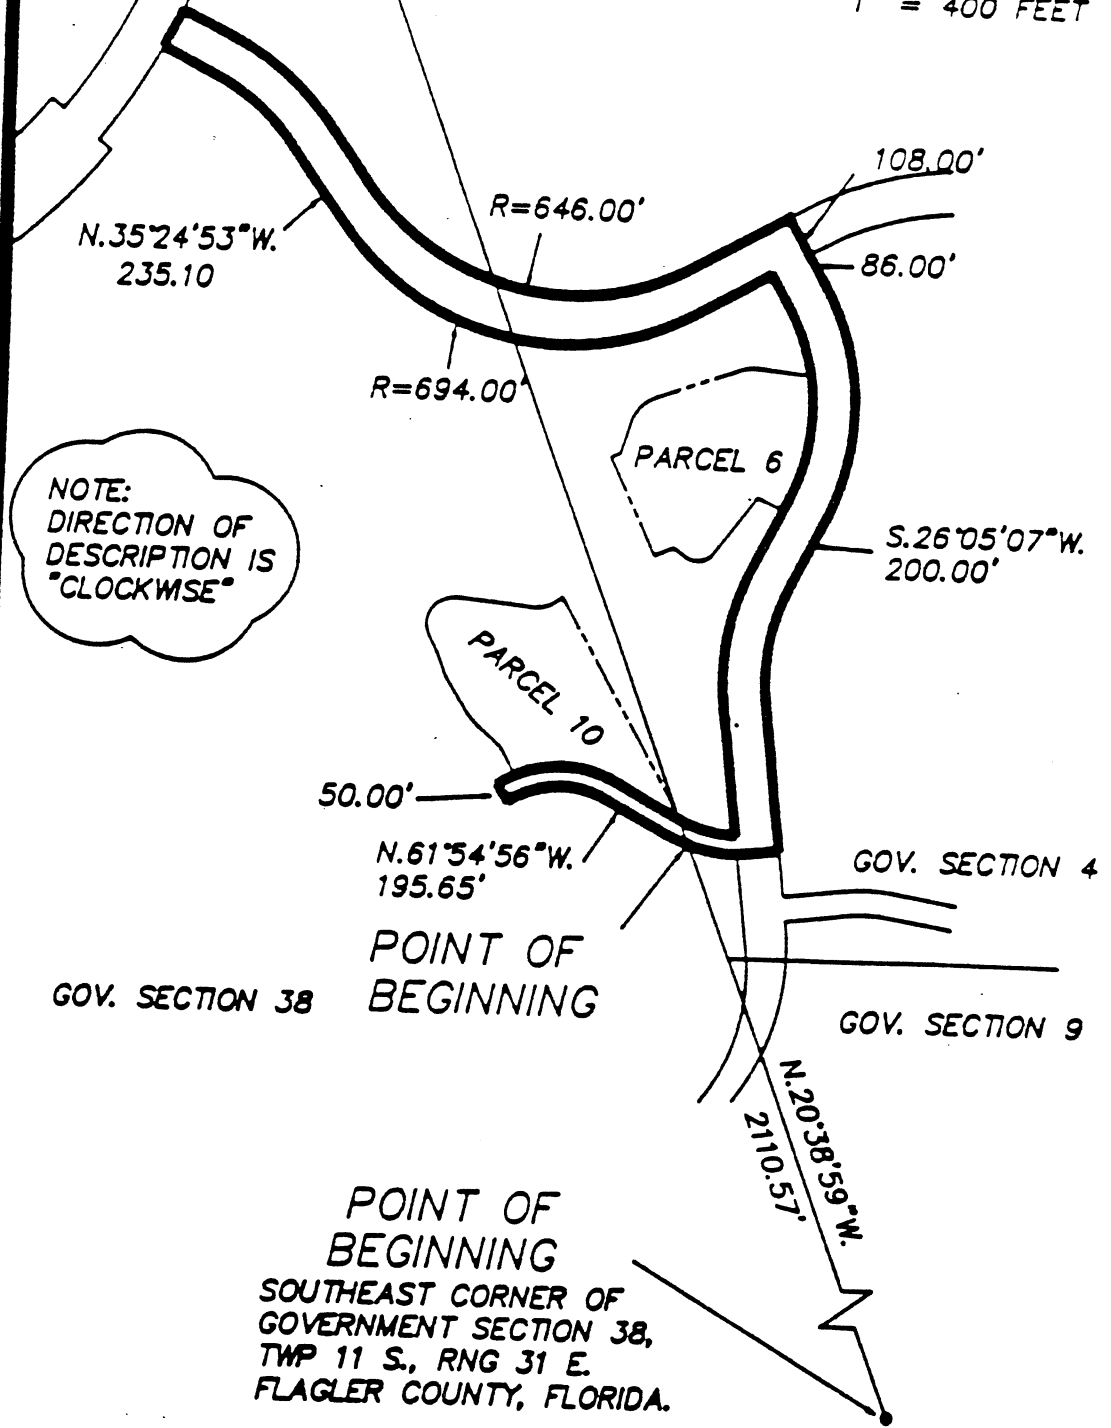 = 400 FEET
108.00'
R=646.00'
N.35°24'53"W.
235.10
86.00'
R=694.00'
PARCEL 6
NOTE:
DIRECTION OF
DESCRIPTION IS
"CLOCKWISE"
S.26°05'07"W.
200.00'
PARCEL 10
50.00'
N.61°54'56"W.
195.65'
GOV. SECTION 4
POINT OF
BEGINNING
GOV. SECTION 38
GOV. SECTION 9
N.20°38'59"W.
2110.57'
POINT OF
BEGINNING
SOUTHEAST CORNER OF
GOVERNMENT SECTION 38,
TWP 11 S., RNG 31 E.
FLAGLER COUNTY, FLORIDA.